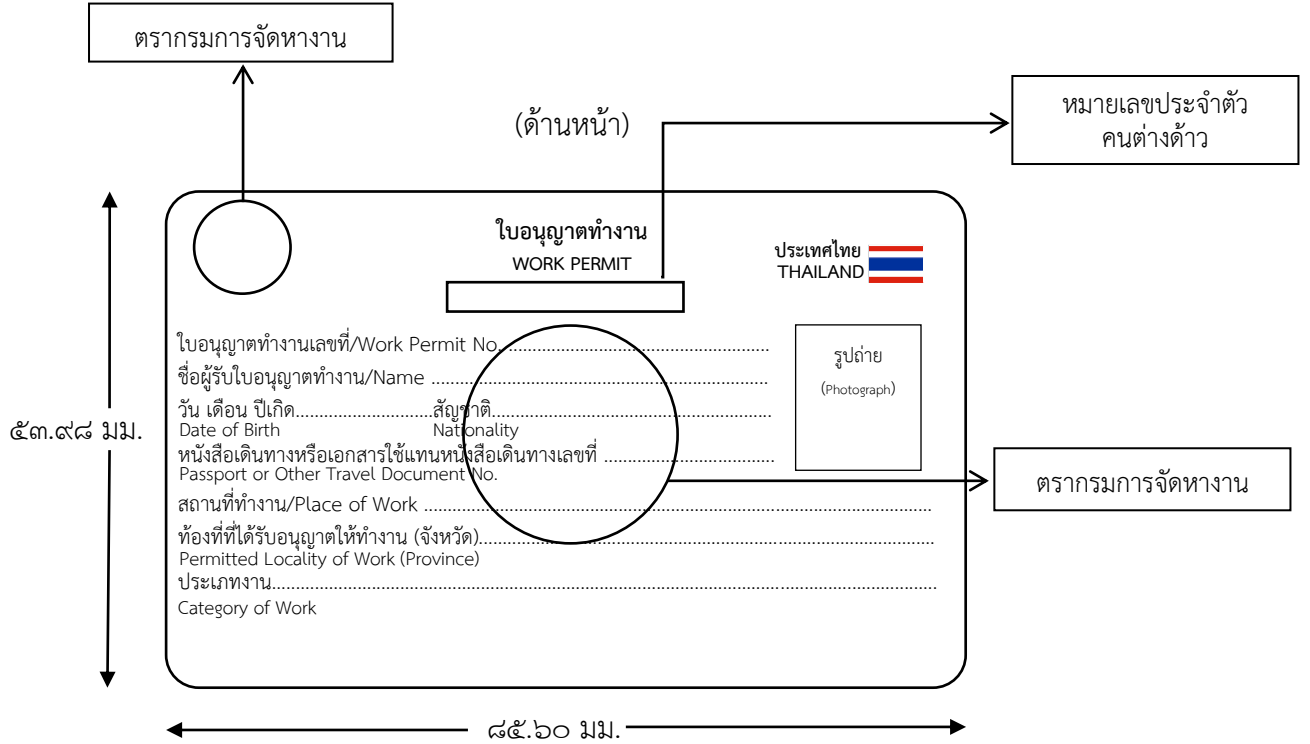 ตรากรมการจัดหางาน
(ด้านหน้า)
หมายเลขประจำตัว
คนต่างด้าว
ใบอนุญาตทำงาน
WORK PERMIT
ประเทศไทย
THAILAND
ใบอนุญาตทำงานเลขที่/Work Permit No.................................................
รูปถ่าย
(Photograph)
ชื่อผู้รับใบอนุญาตทำงาน/Name ................................................................
วัน เดือน ปีเกิด..........................สัญชาติ.....................................................
Date of Birth Nationality
หนังสือเดินทางหรือเอกสารใช้แทนหนังสือเดินทางเลขที่ ................................
Passport or Other Travel Document No.
สถานที่ทำงาน/Place of Work ................................................................................................
ท้องที่ที่ได้รับอนุญาตให้ทำงาน (จังหวัด)......................................................................................
Permitted Locality of Work (Province)
ประเภทงาน..............................................................................................................................
Category of Work
ตรากรมการจัดหางาน
๕๓.๙๘ มม.
๘๕.๖๐ มม.